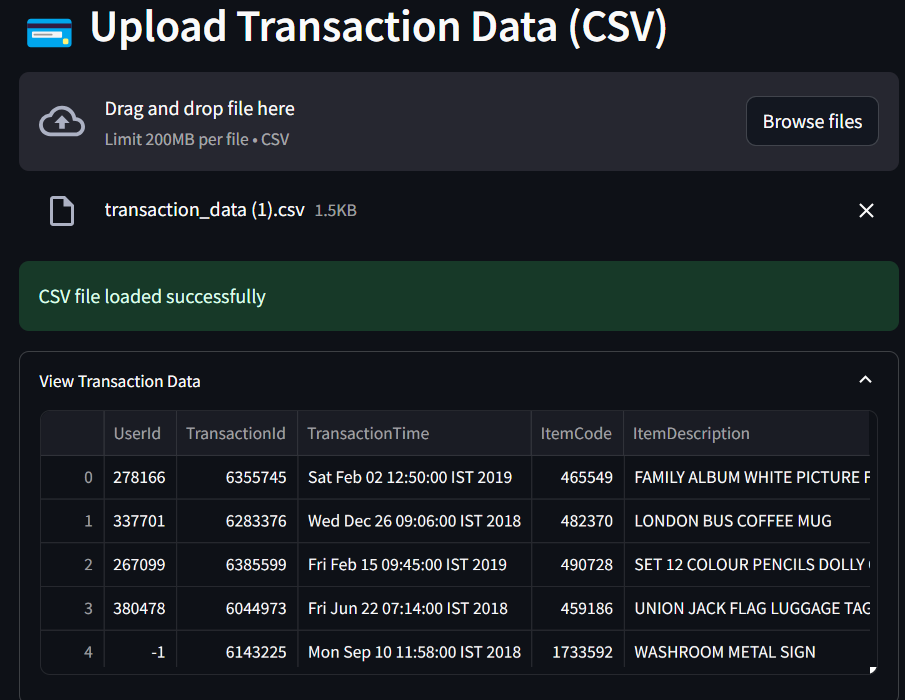 Upload Transaction Data (CSV)
Drag and drop file here
Limit 200MB per file • CSV
Browse files
transaction_data (1).csv 1.5KB
CSV file loaded successfully
View Transaction Data
UserId TransactionId TransactionTime ItemCode ItemDescription
0 278166 6355745 Sat Feb 02 12:50:00 IST 2019 465549 FAMILY ALBUM WHITE PICTURE
1 337701 6283376 Wed Dec 26 09:06:00 IST 2018 482370 LONDON BUS COFFEE MUG
2 267099 6385599 Fri Feb 15 09:45:00 IST 2019 490728 SET 12 COLOUR PENCILS DOLLY
3 380478 6044973 Fri Jun 22 07:14:00 IST 2018 459186 UNION JACK FLAG LUGGAGE TAG
4 -1 6143225 Mon Sep 10 11:58:00 IST 2018 1733592 WASHROOM METAL SIGN